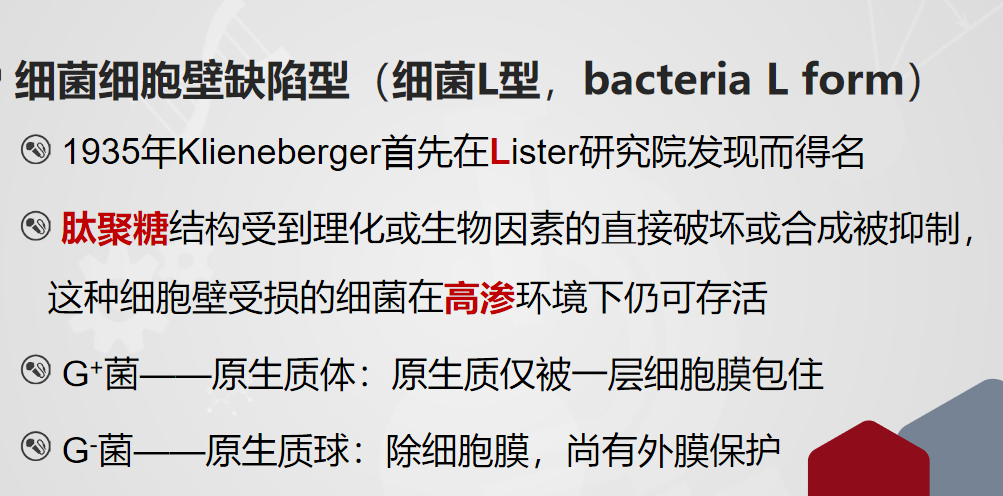 细菌细胞壁缺陷型（细菌L型，bacteria L form）
1935年Klieneberger首先在Lister研究院发现而得名
肽聚糖结构受到理化或生物因素的直接破坏或合成被抑制，
这种细胞壁受损的细菌在高渗环境下仍可存活
G⁺菌——原生质体：原生质仅被一层细胞膜包住
G⁻菌——原生质球：除细胞膜，尚有外膜保护